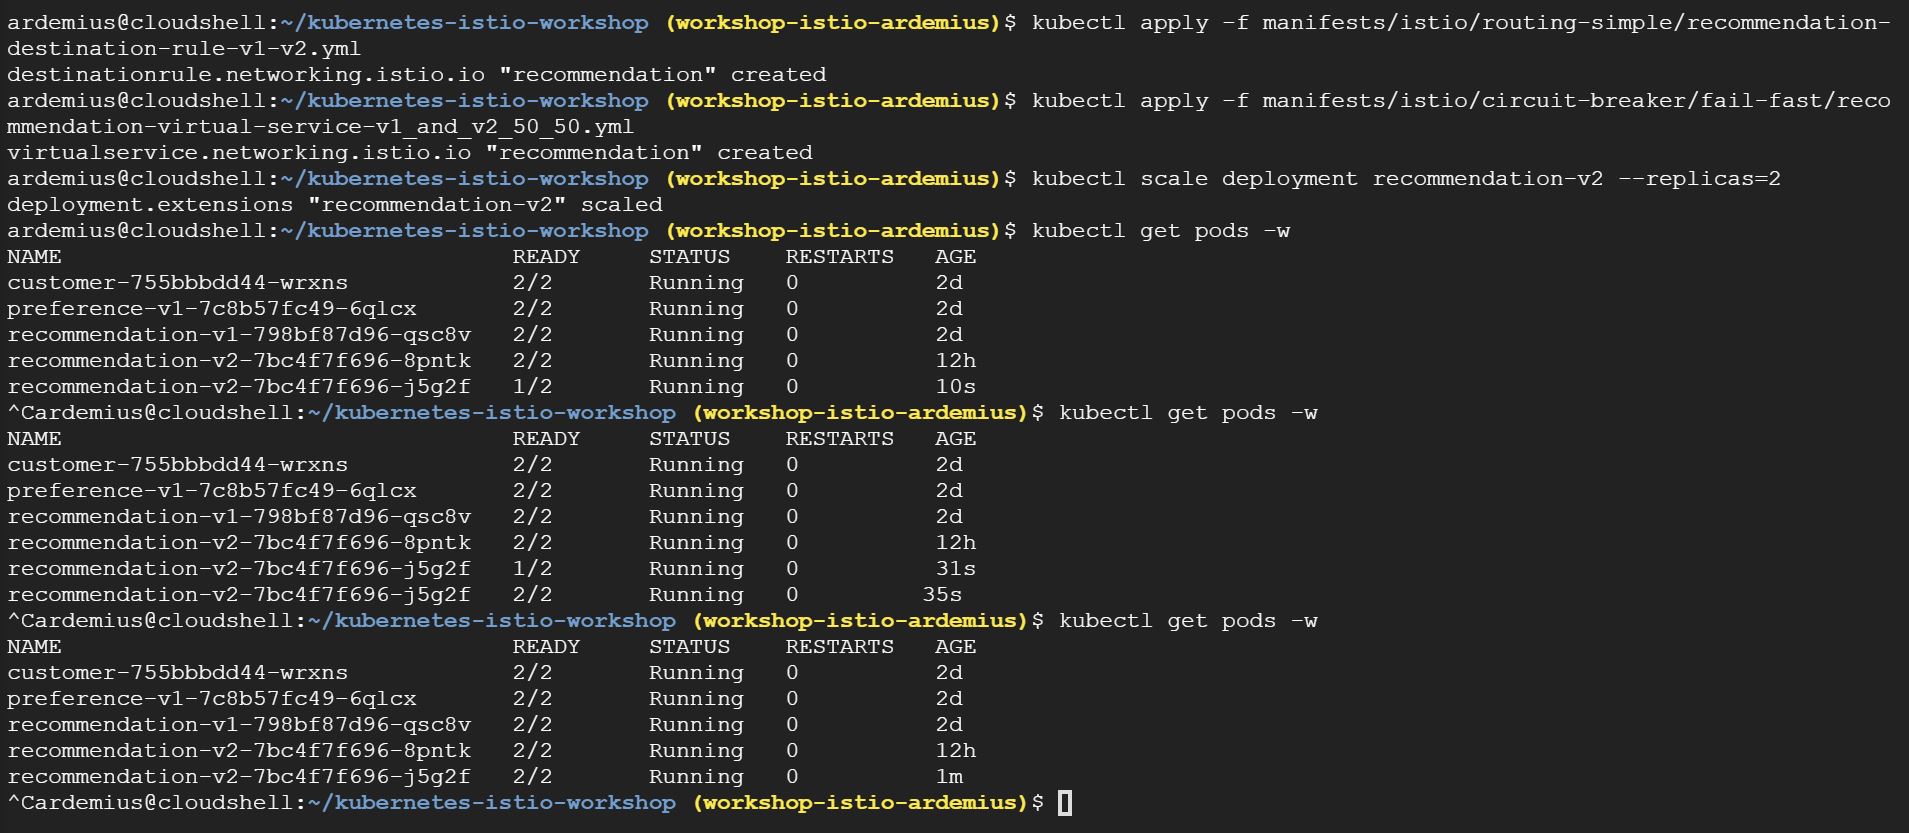 ardemius@cloudshell:~/kubernetes-istio-workshop (workshop-istio-ardemius)$ kubectl apply -f manifests/istio/routing-simple/recommendation-
destination-rule-v1-v2.yml
destinationrule.networking.istio.io "recommendation" created
ardemius@cloudshell:~/kubernetes-istio-workshop (workshop-istio-ardemius)$ kubectl apply -f manifests/istio/circuit-breaker/fail-fast/reco
mmendation-virtual-service-v1_and_v2_50_50.yml
virtualservice.networking.istio.io "recommendation" created
ardemius@cloudshell:~/kubernetes-istio-workshop (workshop-istio-ardemius)$ kubectl scale deployment recommendation-v2 --replicas=2
deployment.extensions "recommendation-v2" scaled
ardemius@cloudshell:~/kubernetes-istio-workshop (workshop-istio-ardemius)$ kubectl get pods -w
NAME                                 READY     STATUS    RESTARTS   AGE
customer-755bbbdd44-wrxns            2/2       Running   0          2d
preference-v1-7c8b57fc49-6qlcx       2/2       Running   0          2d
recommendation-v1-798bf87d96-qsc8v   2/2       Running   0          2d
recommendation-v2-7bc4f7f696-8pntk   2/2       Running   0          12h
recommendation-v2-7bc4f7f696-j5g2f   1/2       Running   0          10s
^Cardemius@cloudshell:~/kubernetes-istio-workshop (workshop-istio-ardemius)$ kubectl get pods -w
NAME                                 READY     STATUS    RESTARTS   AGE
customer-755bbbdd44-wrxns            2/2       Running   0          2d
preference-v1-7c8b57fc49-6qlcx       2/2       Running   0          2d
recommendation-v1-798bf87d96-qsc8v   2/2       Running   0          2d
recommendation-v2-7bc4f7f696-8pntk   2/2       Running   0          12h
recommendation-v2-7bc4f7f696-j5g2f   1/2       Running   0          31s
recommendation-v2-7bc4f7f696-j5g2f   2/2       Running   0         35s
^Cardemius@cloudshell:~/kubernetes-istio-workshop (workshop-istio-ardemius)$ kubectl get pods -w
NAME                                 READY     STATUS    RESTARTS   AGE
customer-755bbbdd44-wrxns            2/2       Running   0          2d
preference-v1-7c8b57fc49-6qlcx       2/2       Running   0          2d
recommendation-v1-798bf87d96-qsc8v   2/2       Running   0          2d
recommendation-v2-7bc4f7f696-8pntk   2/2       Running   0          12h
recommendation-v2-7bc4f7f696-j5g2f   2/2       Running   0          1m
^Cardemius@cloudshell:~/kubernetes-istio-workshop (workshop-istio-ardemius)$